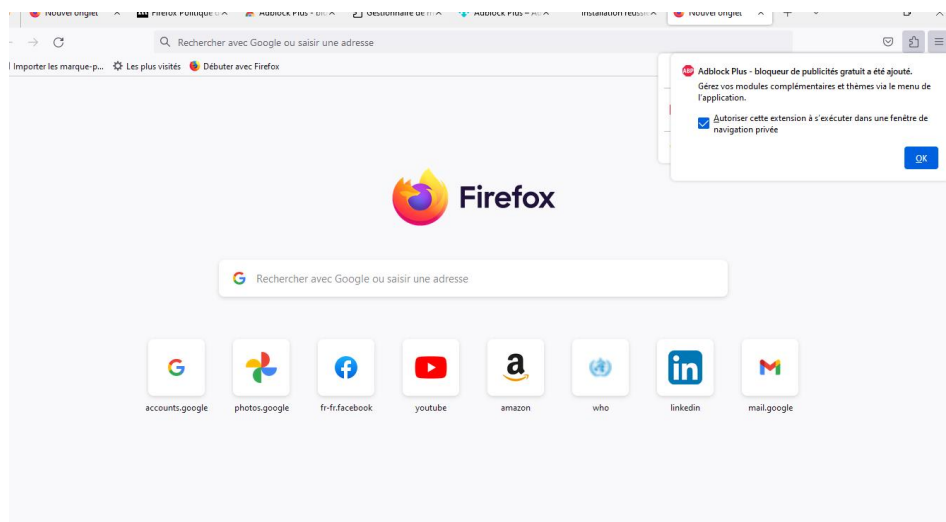 Nouvel onglet
Firefox Politique
Adblock Plus - blo
Gestionnaire de
Adblock Plus –
Installation réuss
Nouvel onglet
Rechercher avec Google ou saisir une adresse
Importer les marque-p...
Les plus visités
Débuter avec Firefox
ABP
Adblock Plus - bloqueur de publicités gratuit a été ajouté.
Gérez vos modules complémentaires et thèmes via le menu de
l'application.
Autoriser cette extension à s'exécuter dans une fenêtre de
navigation privée
OK
Firefox
Rechercher avec Google ou saisir une adresse
accounts.google
photos.google
fr-fr.facebook
youtube
amazon
who
linkedin
mail.google